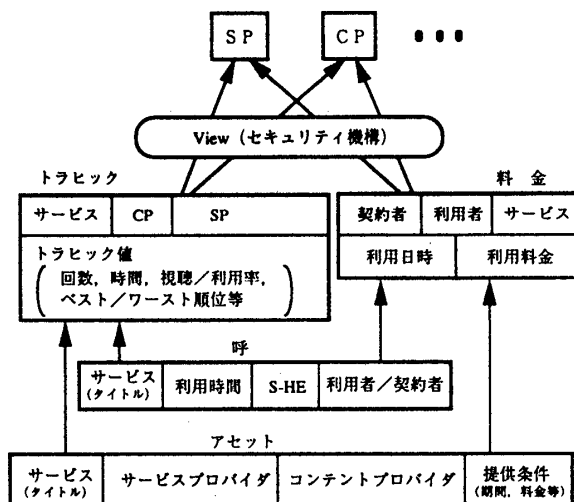 SP
CP
View (セキュリティ機構)
トラヒック
料金
サービス
CP
SP
契約者
利用者
サービス
トラヒック値
回数,時間,視聴/利用率,
ベスト/ワースト順位等
利用日時
利用料金
呼
サービス
(タイトル)
利用時間
S-HE
利用者/契約者
アセット
サービス
(タイトル)
サービスプロバイダ
コンテントプロバイダ
提供条件
(期間,料金等)